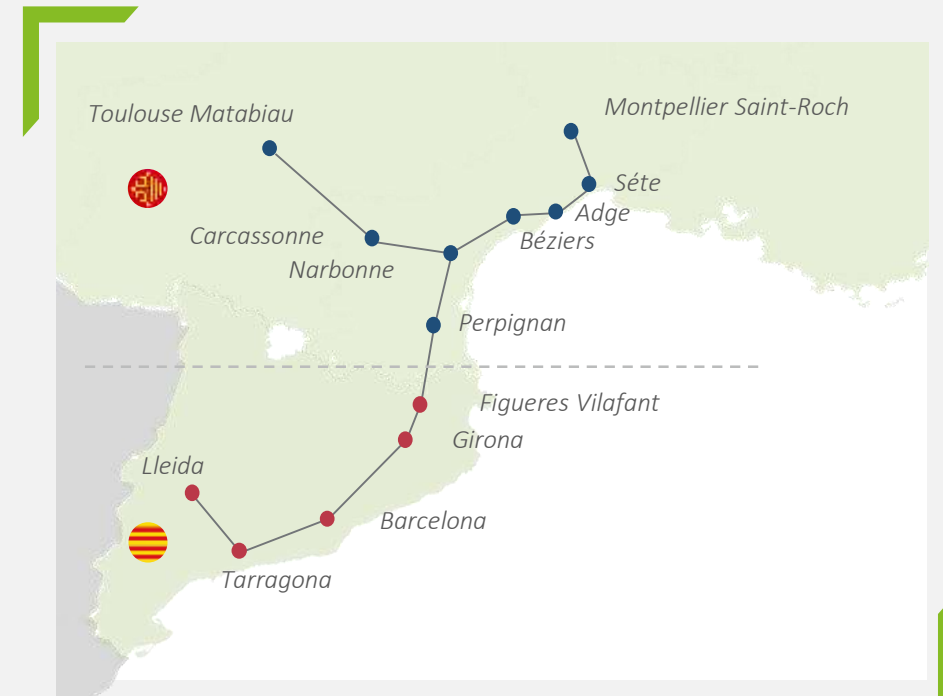 Montpellier Saint-Roch
Toulouse Matabiau
Séte
Adge
Carcassonne
Béziers
Narbonne
Perpignan
Figueres Vilafant
Girona
Lleida
Barcelona
Tarragona